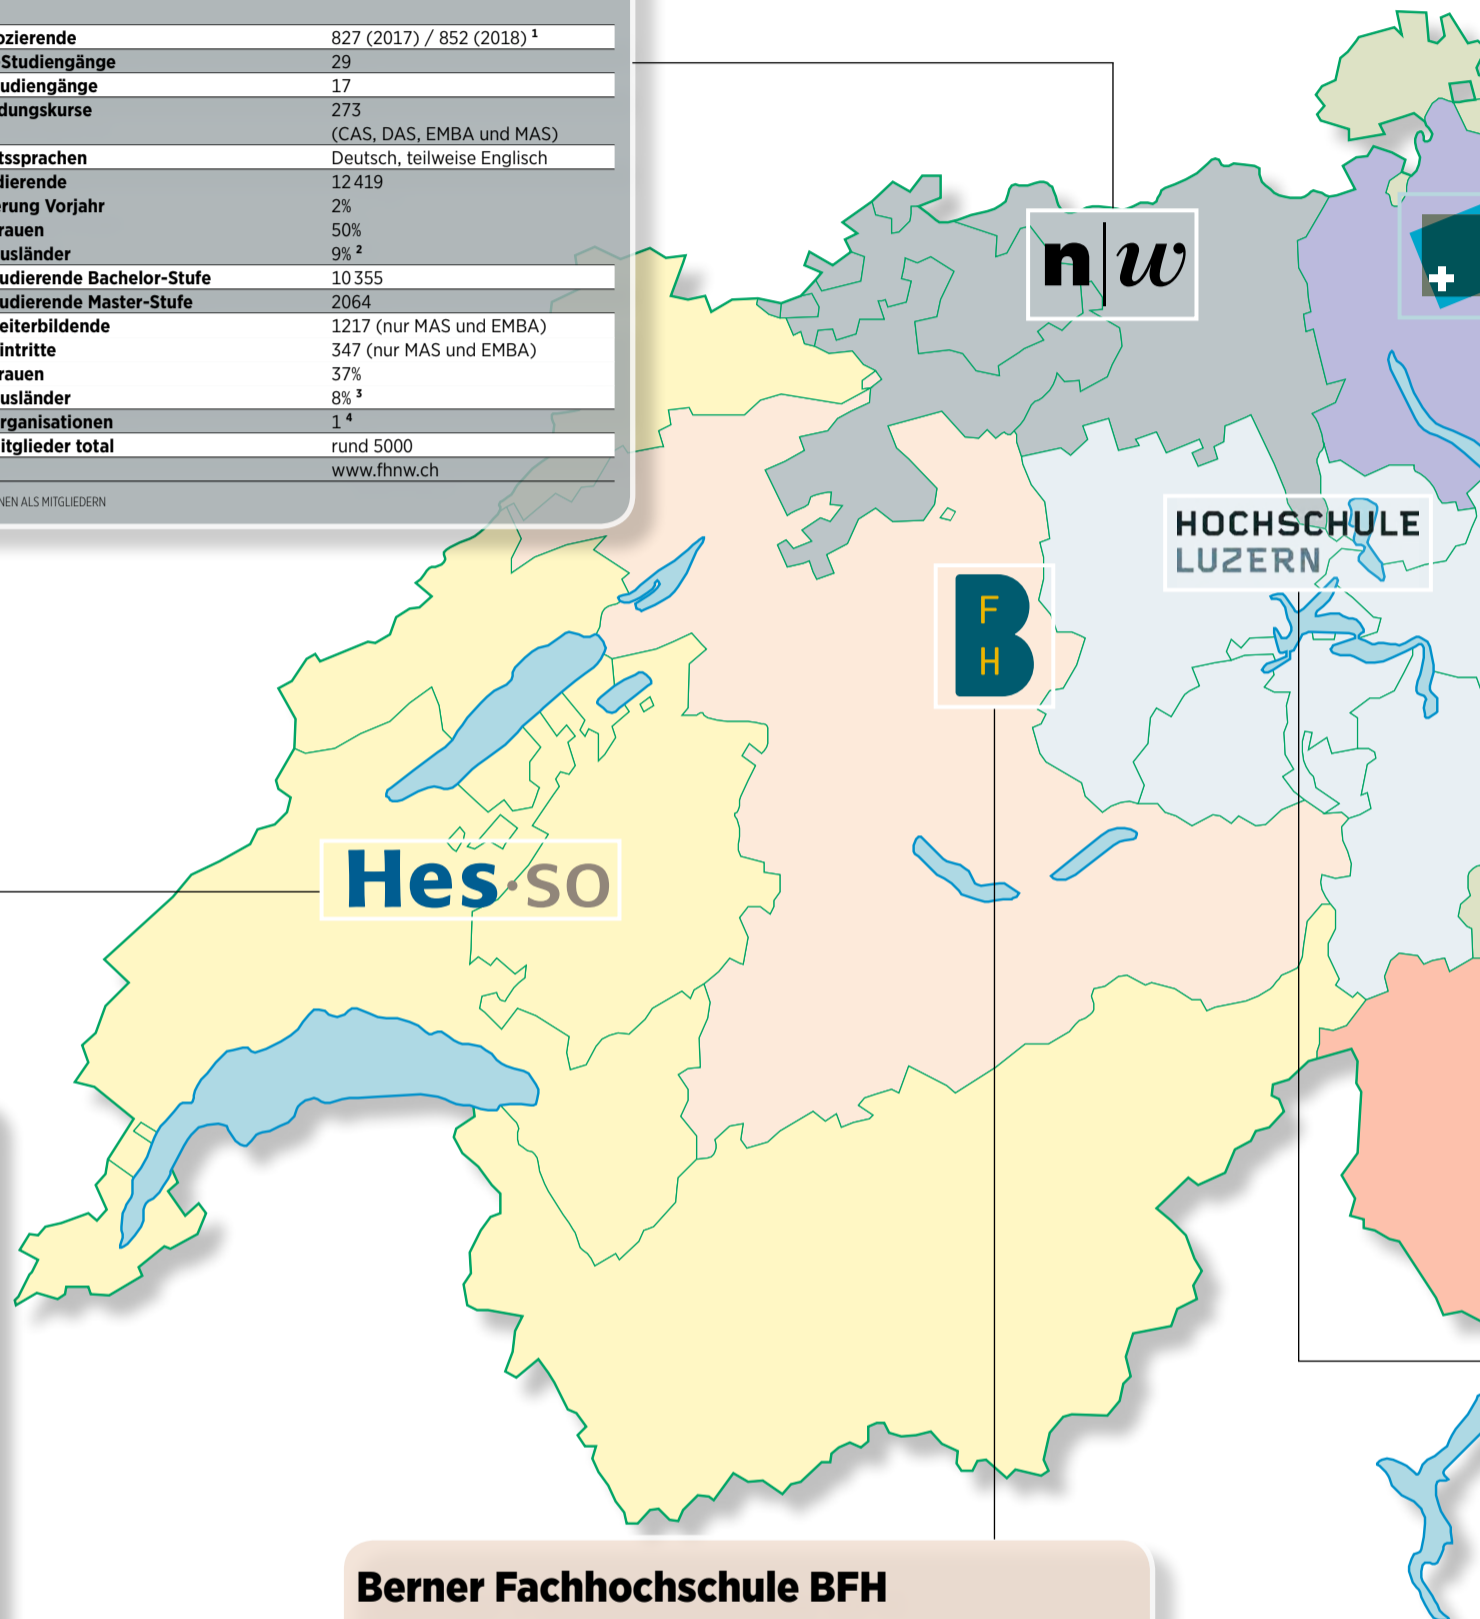 ozierende 827 (2017) / 852 (2018) ¹
Studiengänge 29
udiengänge 17
dungskurse 273
(CAS, DAS, EMBA und MAS)
tssprachen Deutsch, teilweise Englisch
dierende 12 419
erung Vorjahr 2%
rauen 50%
usländer 9% ²
udierende Bachelor-Stufe 10 355
udierende Master-Stufe 2064
eiterbildende 1217 (nur MAS und EMBA)
intritte 347 (nur MAS und EMBA)
rauen 37%
usländer 8% ³
rganisationen 1 ⁴
itglieder total rund 5000
www.fhnw.ch
NEN ALS MITGLIEDERN
n|w
HOCHSCHULE
LUZERN
B
F
H
Hes·so
Berner Fachhochschule BFH